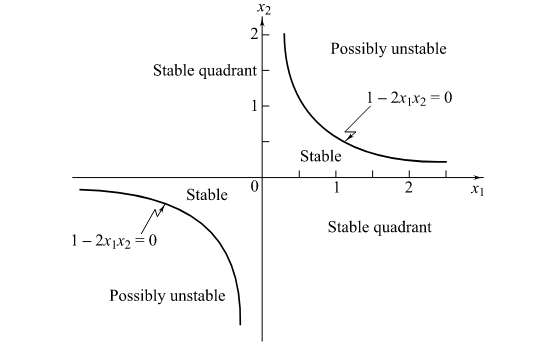 x₂
2
Possibly unstable
Stable quadrant
1 − 2x₁x₂ = 0
1
Stable
0
1
2
x₁
Stable
Stable quadrant
1 − 2x₁x₂ = 0
Possibly unstable